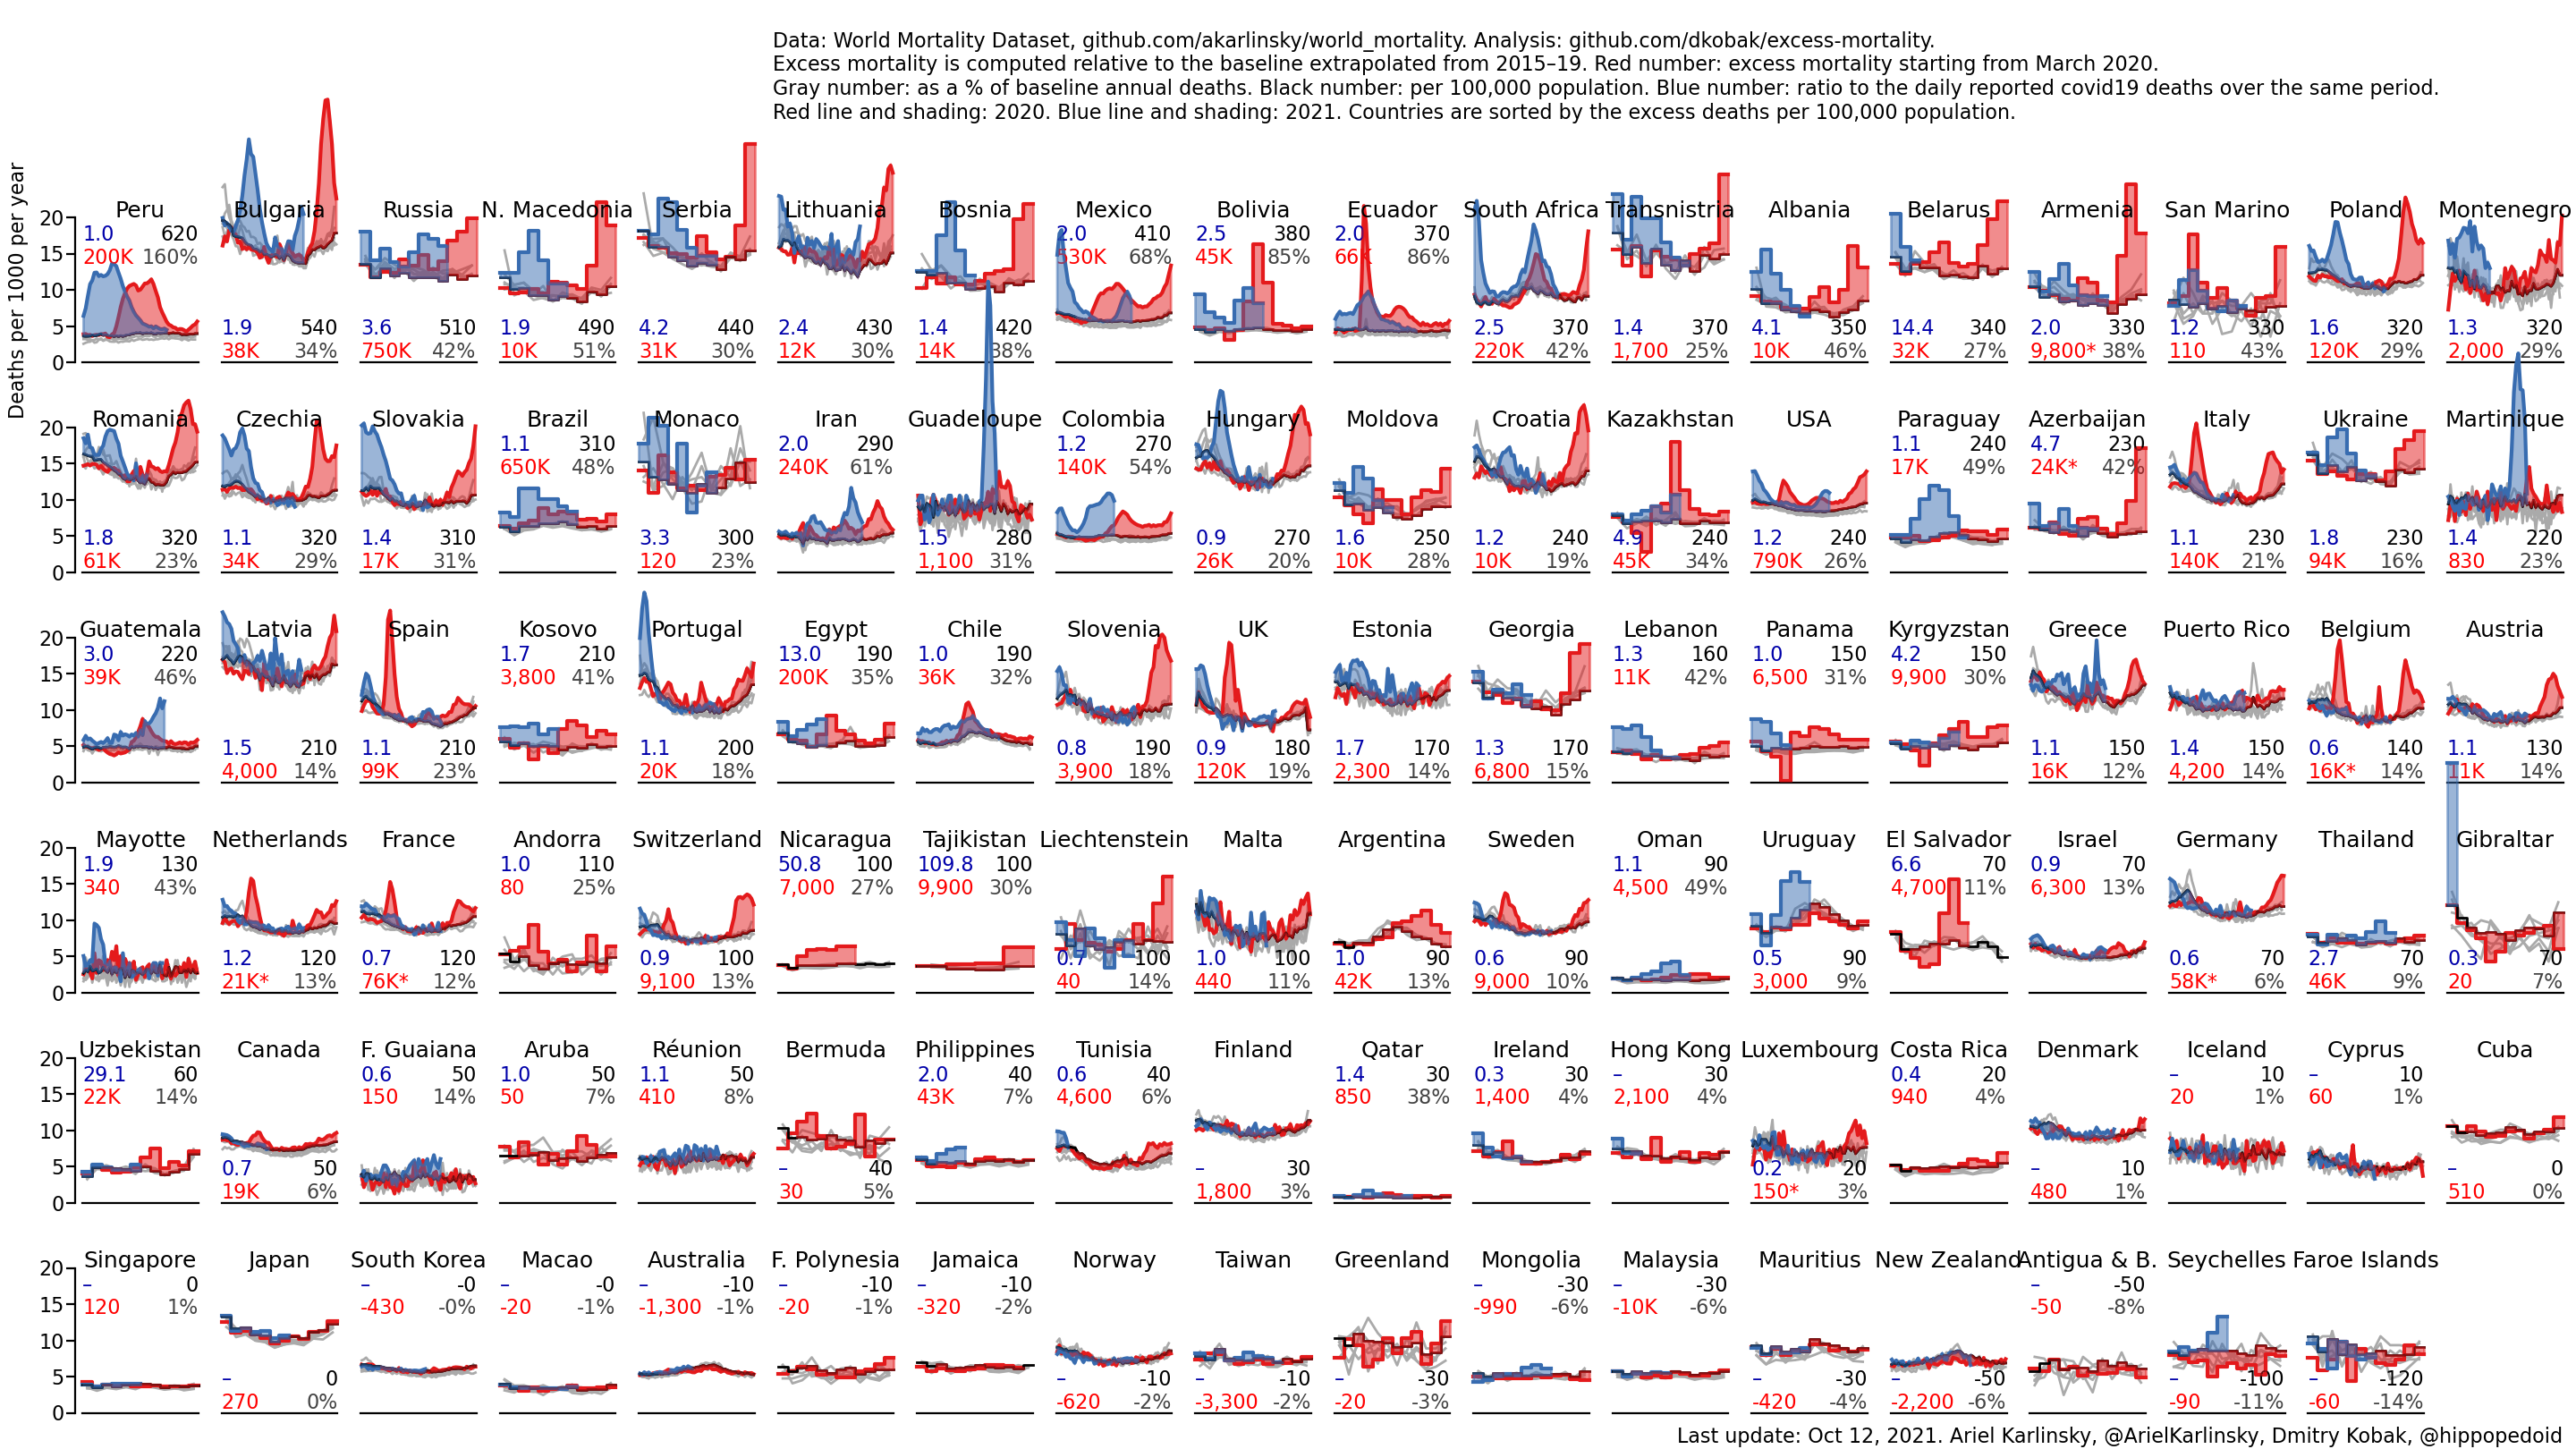 Data: World Mortality Dataset, github.com/akarlinsky/world_mortality. Analysis: github.com/dkobak/excess-mortality.
Excess mortality is computed relative to the baseline extrapolated from 2015–19. Red number: excess mortality starting from March 2020.
Gray number: as a % of baseline annual deaths. Black number: per 100,000 population. Blue number: ratio to the daily reported covid19 deaths over the same period.
Red line and shading: 2020. Blue line and shading: 2021. Countries are sorted by the excess deaths per 100,000 population.
Deaths per 1000 per year
20
15
10
5
0
Peru
1.0 620
200K 160%
Bulgaria
1.9 540
38K 34%
Russia
3.6 510
750K 42%
N. Macedonia
1.9 490
10K 51%
Serbia
4.2 440
31K 30%
Lithuania
2.4 430
12K 30%
Bosnia
1.4 420
14K 38%
Mexico
2.0 410
530K 68%
Bolivia
2.5 380
45K 85%
Ecuador
2.0 370
66K 86%
South Africa
2.5 370
220K 42%
Transnistria
1.4 370
1,700 25%
Albania
4.1 350
10K 46%
Belarus
14.4 340
32K 27%
Armenia
2.0 330
9,800* 38%
San Marino
1.2 330
110 43%
Poland
1.6 320
120K 29%
Montenegro
1.3 320
2,000 29%
20
15
10
5
0
Romania
1.8 320
61K 23%
Czechia
1.1 320
34K 29%
Slovakia
1.4 310
17K 31%
Brazil
1.1 310
650K 48%
Monaco
3.3 300
120 23%
Iran
2.0 290
240K 61%
Guadeloupe
1.5 280
1,100 31%
Colombia
1.2 270
140K 54%
Hungary
0.9 270
26K 20%
Moldova
1.6 250
10K 28%
Croatia
1.2 240
10K 19%
Kazakhstan
4.9 240
45K 34%
USA
1.2 240
790K 26%
Paraguay
1.1 240
17K 49%
Azerbaijan
4.7 230
24K* 42%
Italy
1.1 230
140K 21%
Ukraine
1.8 230
94K 16%
Martinique
1.4 220
830 23%
20
15
10
5
0
Guatemala
3.0 220
39K 46%
Latvia
1.5 210
4,000 14%
Spain
1.1 210
99K 23%
Kosovo
1.7 210
3,800 41%
Portugal
1.1 200
20K 18%
Egypt
13.0 190
200K 35%
Chile
1.0 190
36K 32%
Slovenia
0.8 190
3,900 18%
UK
0.9 180
120K 19%
Estonia
1.7 170
2,300 14%
Georgia
1.3 170
6,800 15%
Lebanon
1.3 160
11K 42%
Panama
1.0 150
6,500 31%
Kyrgyzstan
4.2 150
9,900 30%
Greece
1.1 150
16K 12%
Puerto Rico
1.4 150
4,200 14%
Belgium
0.6 140
16K* 14%
Austria
1.1 130
11K 14%
20
15
10
5
0
Mayotte
1.9 130
340 43%
Netherlands
1.2 120
21K* 13%
France
0.7 120
76K* 12%
Andorra
1.0 110
80 25%
Switzerland
0.9 100
9,100 13%
Nicaragua
50.8 100
7,000 27%
Tajikistan
109.8 100
9,900 30%
Liechtenstein
0.7 100
40 14%
Malta
1.0 100
440 11%
Argentina
1.0 90
42K 13%
Sweden
0.6 90
9,000 10%
Oman
1.1 90
4,500 49%
Uruguay
0.5 90
3,000 9%
El Salvador
6.6 70
4,700 11%
Israel
0.9 70
6,300 13%
Germany
0.6 70
58K* 6%
Thailand
2.7 70
46K 9%
Gibraltar
0.3 70
20 7%
20
15
10
5
0
Uzbekistan
29.1 60
22K 14%
Canada
0.7 50
19K 6%
F. Guaiana
0.6 50
150 14%
Aruba
1.0 50
50 7%
Réunion
1.1 50
410 8%
Bermuda
– 40
30 5%
Philippines
2.0 40
43K 7%
Tunisia
0.6 40
4,600 6%
Finland
– 30
1,800 3%
Qatar
1.4 30
850 38%
Ireland
0.3 30
1,400 4%
Hong Kong
– 30
2,100 4%
Luxembourg
0.2 20
150* 3%
Costa Rica
0.4 20
940 4%
Denmark
– 10
480 1%
Iceland
– 10
20 1%
Cyprus
– 10
60 1%
Cuba
– 0
510 0%
20
15
10
5
0
Singapore
– 0
120 1%
Japan
– 0
270 0%
South Korea
– -0
-430 -0%
Macao
– -0
-20 -1%
Australia
– -10
-1,300 -1%
F. Polynesia
– -10
-20 -1%
Jamaica
– -10
-320 -2%
Norway
– -10
-620 -2%
Taiwan
– -10
-3,300 -2%
Greenland
– -30
-20 -3%
Mongolia
– -30
-990 -6%
Malaysia
– -30
-10K -6%
Mauritius
– -30
-420 -4%
New Zealand
– -50
-2,200 -6%
Antigua & B.
– -50
-50 -8%
Seychelles
– -100
-90 -11%
Faroe Islands
– -120
-60 -14%
Last update: Oct 12, 2021. Ariel Karlinsky, @ArielKarlinsky, Dmitry Kobak, @hippopedoid